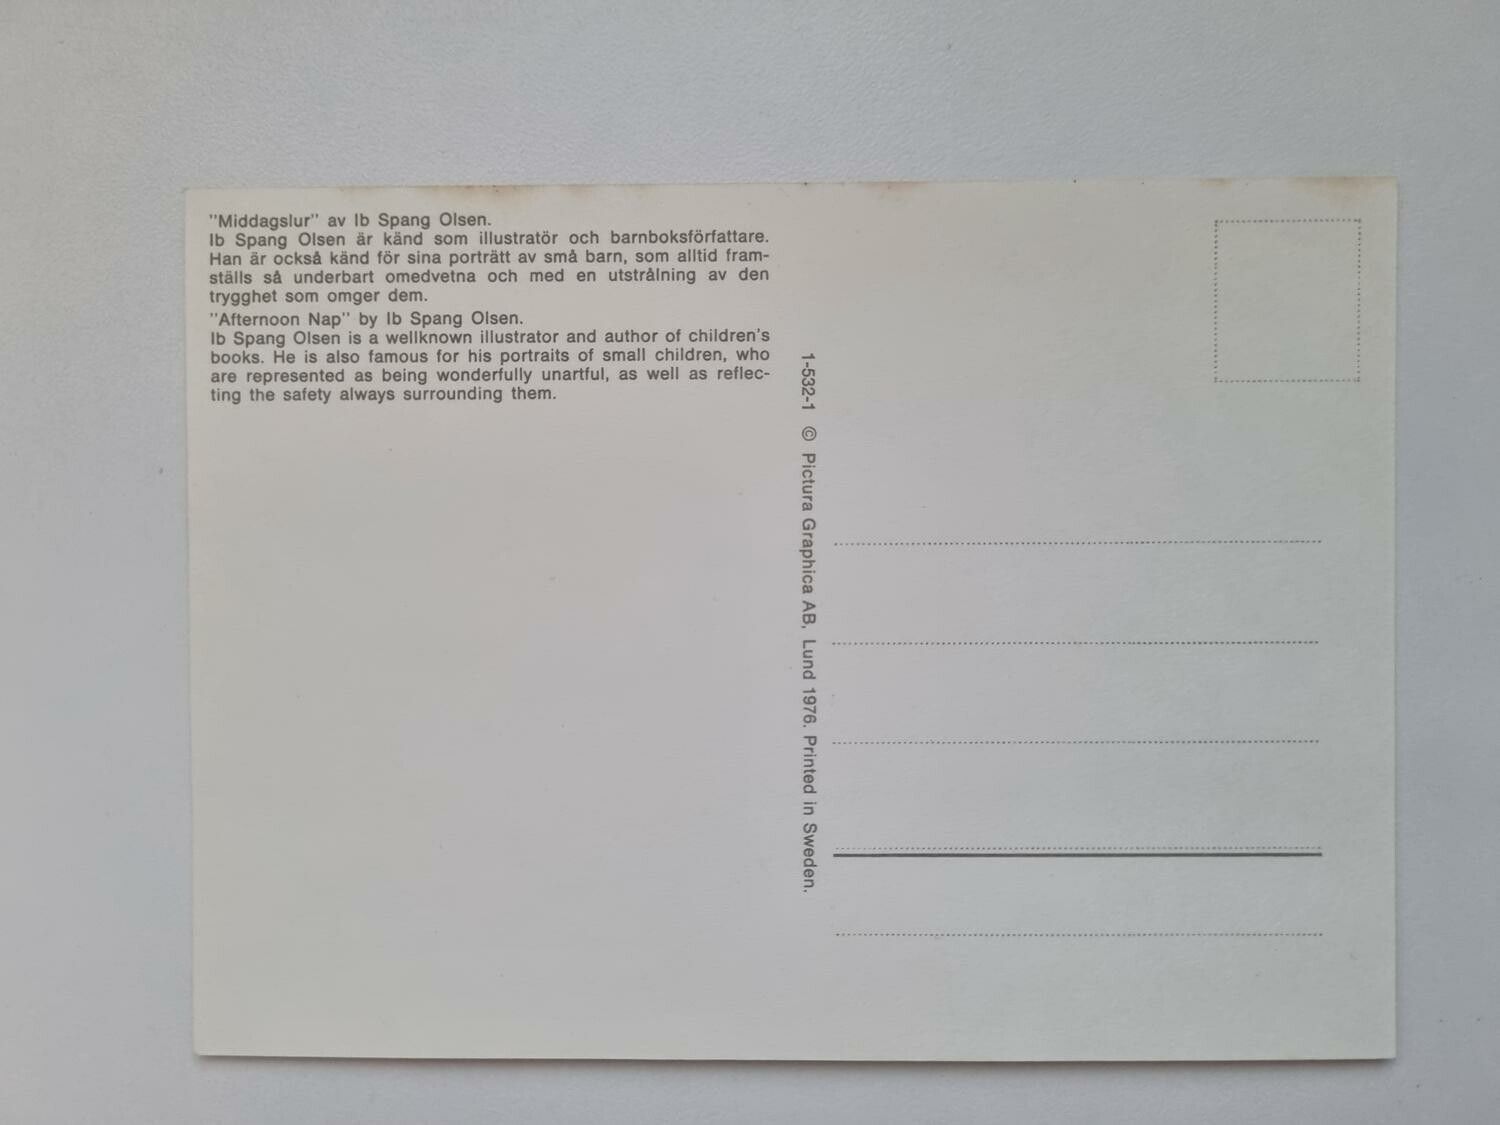 "Middagslur" av Ib Spang Olsen.
Ib Spang Olsen är känd som illustratör och barnboksförfattare.
Han är också känd för sina porträtt av små barn, som alltid fram-
ställs så underbart omedvetna och med en utstrålning av den
trygghet som omger dem.
"Afternoon Nap" by Ib Spang Olsen.
Ib Spang Olsen is a wellknown illustrator and author of children's
books. He is also famous for his portraits of small children, who
are represented as being wonderfully unartful, as well as reflec-
ting the safety always surrounding them.
1-532-1 © Pictura Graphica AB, Lund 1976. Printed in Sweden.